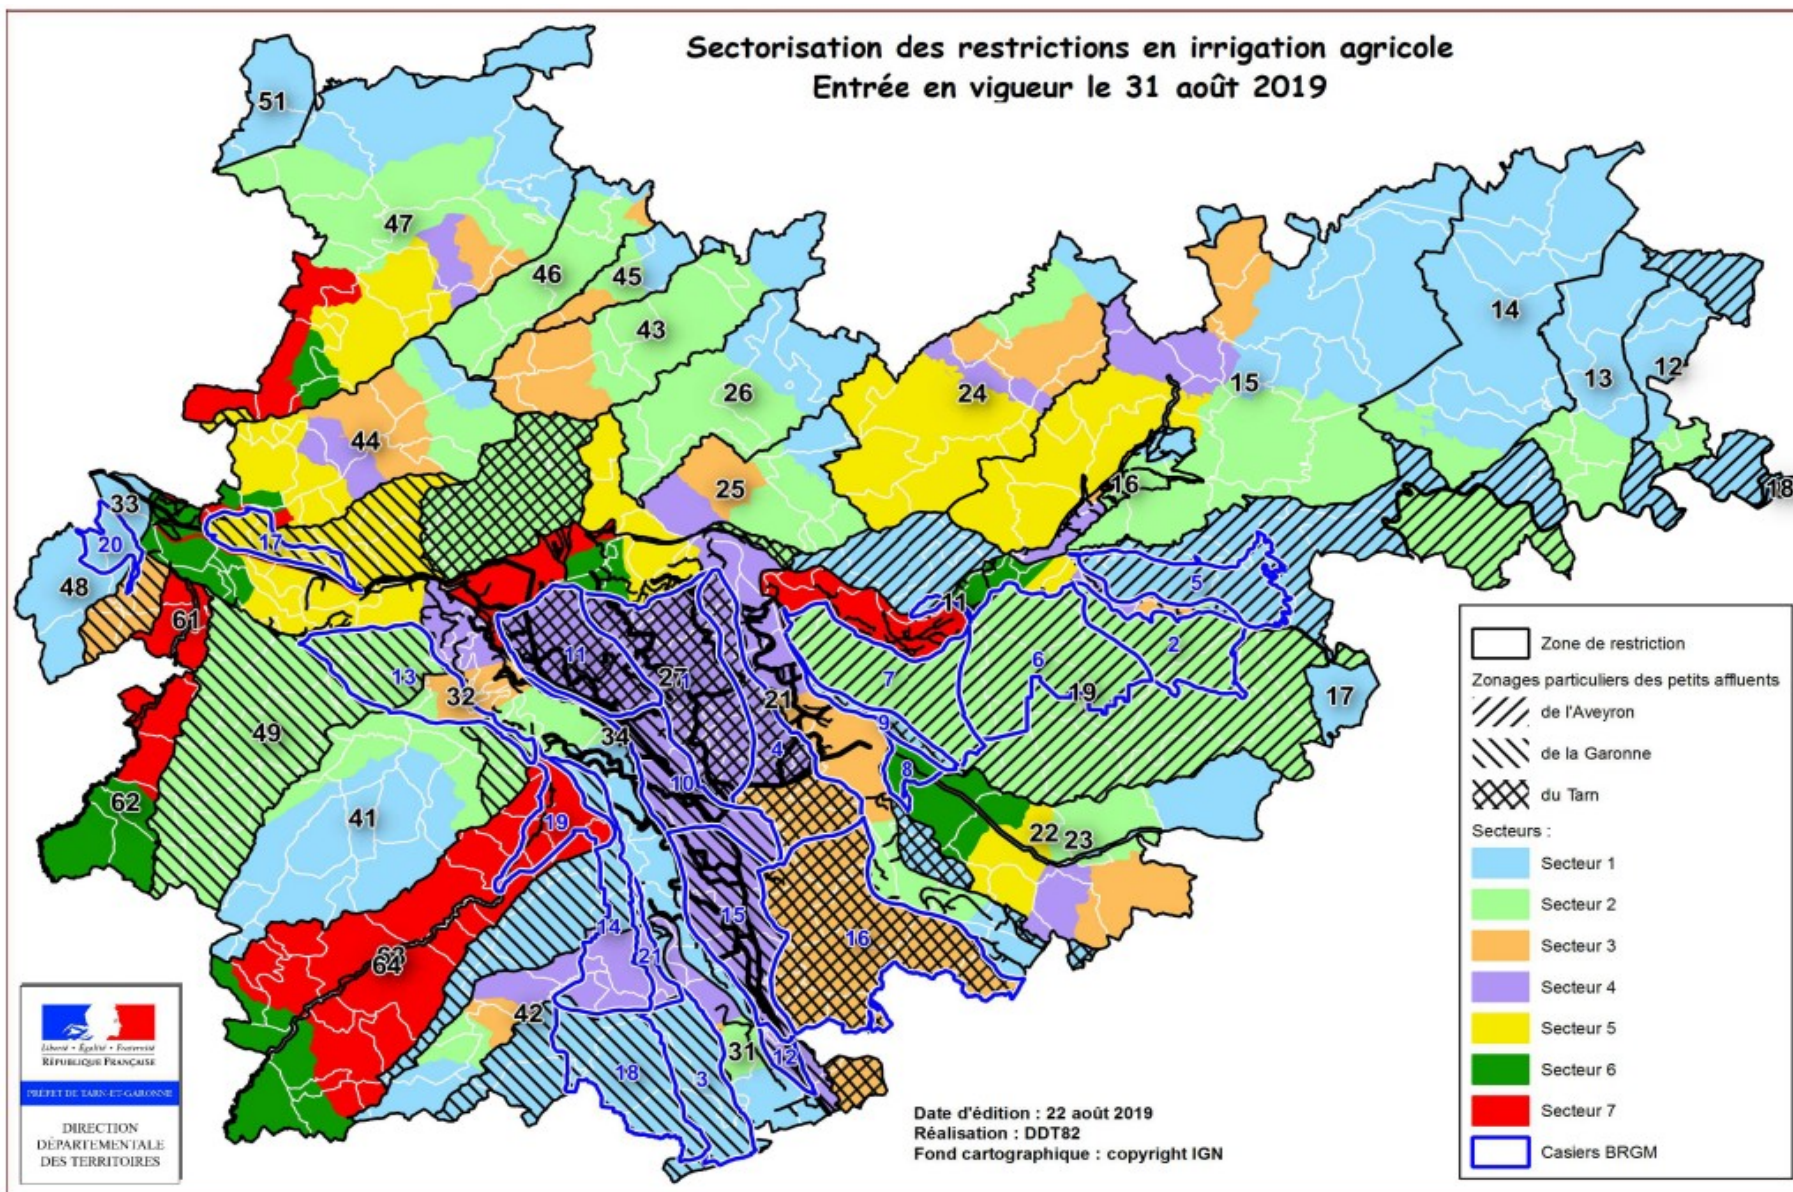 Sectorisation des restrictions en irrigation agricole
Entrée en vigueur le 31 août 2019
51
47
46
45
43
26
44
25
24
15
14
13
12
16
18
33
20
48
17
61
13
32
49
62
41
11
27
1
21
34
10
4
7
11
6
2
5
19
17
9
8
22
23
19
64
14
21
15
16
42
18
3
31
12
Zone de restriction
Zonages particuliers des petits affluents
de l'Aveyron
de la Garonne
du Tarn
Secteurs :
Secteur 1
Secteur 2
Secteur 3
Secteur 4
Secteur 5
Secteur 6
Secteur 7
Casiers BRGM
Liberté • Égalité • Fraternité
RÉPUBLIQUE FRANÇAISE
PRÉFET DE TARN-ET-GARONNE
DIRECTION
DÉPARTEMENTALE
DES TERRITOIRES
Date d'édition : 22 août 2019
Réalisation : DDT82
Fond cartographique : copyright IGN